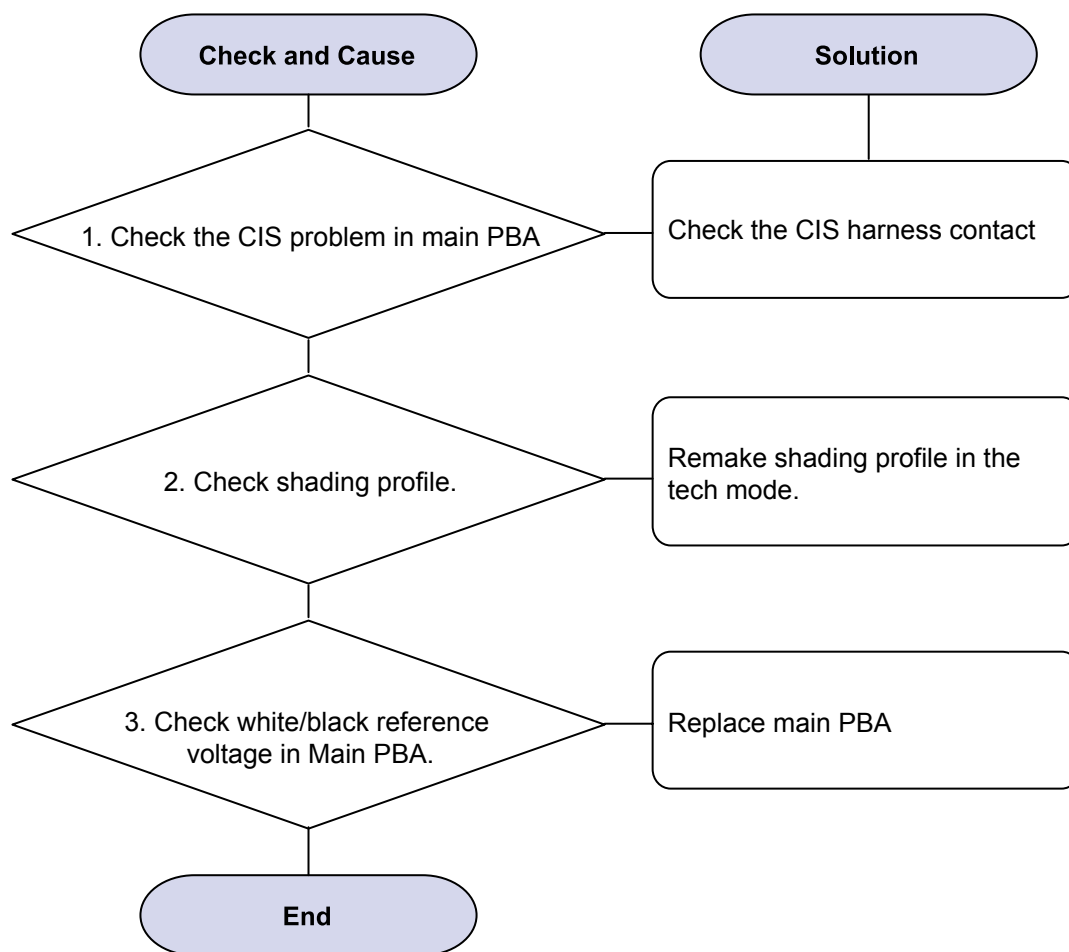 Check and Cause
Solution
1. Check the CIS problem in main PBA
Check the CIS harness contact
2. Check shading profile.
Remake shading profile in the
tech mode.
3. Check white/black reference
voltage in Main PBA.
Replace main PBA
End